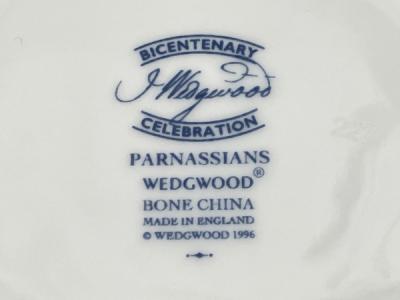 BICENTENARY
J Wedgwood
CELEBRATION
PARNASSIANS
WEDGWOOD®
BONE CHINA
MADE IN ENGLAND
© WEDGWOOD 1996